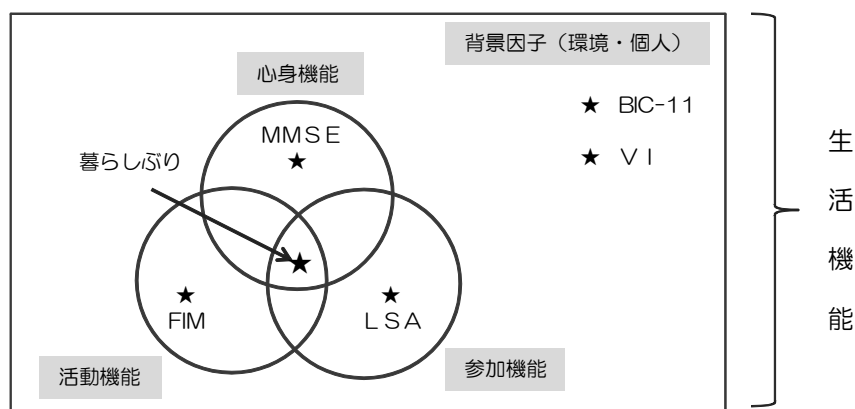 背景因子（環境・個人）
心身機能
★ BIC-11
MMSE
★ VI
暮らしぶり
FIM
LSA
活動機能
参加機能
生活機能